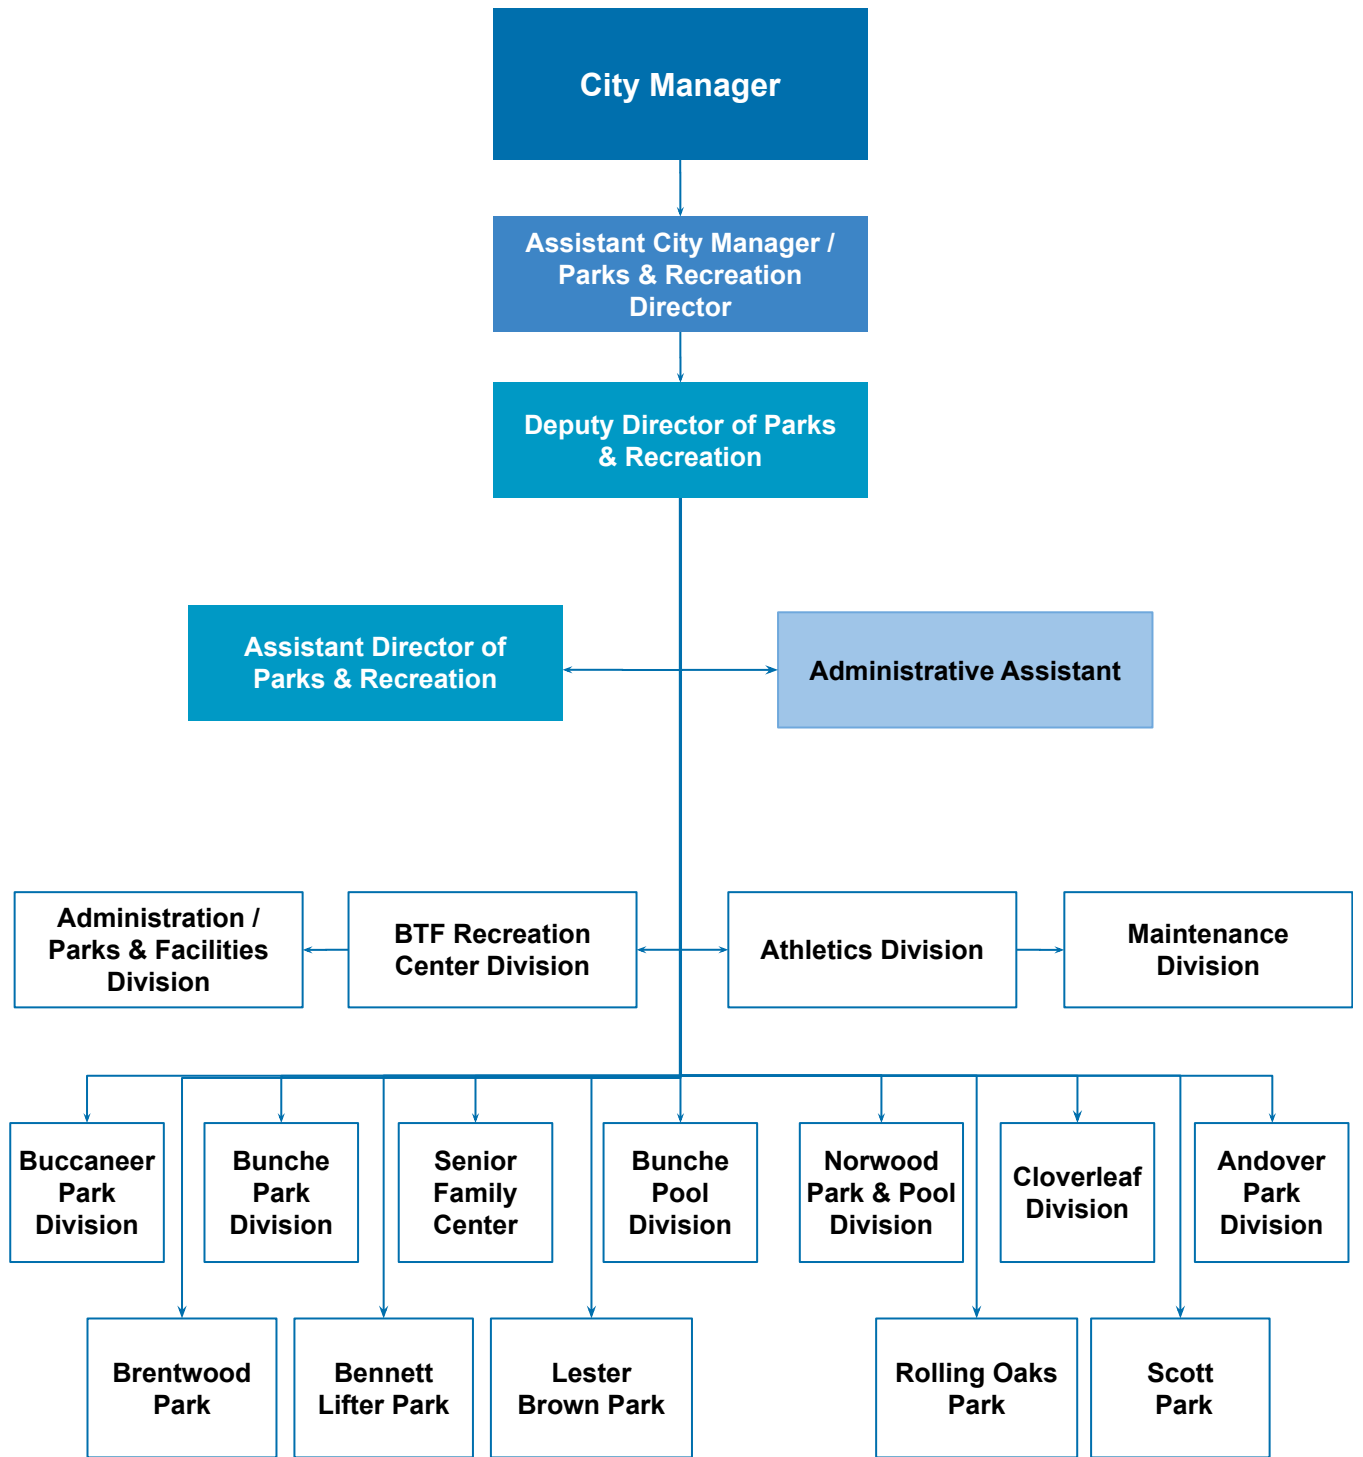 City Manager
Assistant City Manager /
Parks & Recreation
Director
Deputy Director of Parks
& Recreation
Assistant Director of
Parks & Recreation
Administrative Assistant
Administration /
Parks & Facilities
Division
BTF Recreation
Center Division
Athletics Division
Maintenance
Division
Buccaneer
Park
Division
Bunche
Park
Division
Senior
Family
Center
Bunche
Pool
Division
Norwood
Park & Pool
Division
Cloverleaf
Division
Andover
Park
Division
Brentwood
Park
Bennett
Lifter Park
Lester
Brown Park
Rolling Oaks
Park
Scott
Park